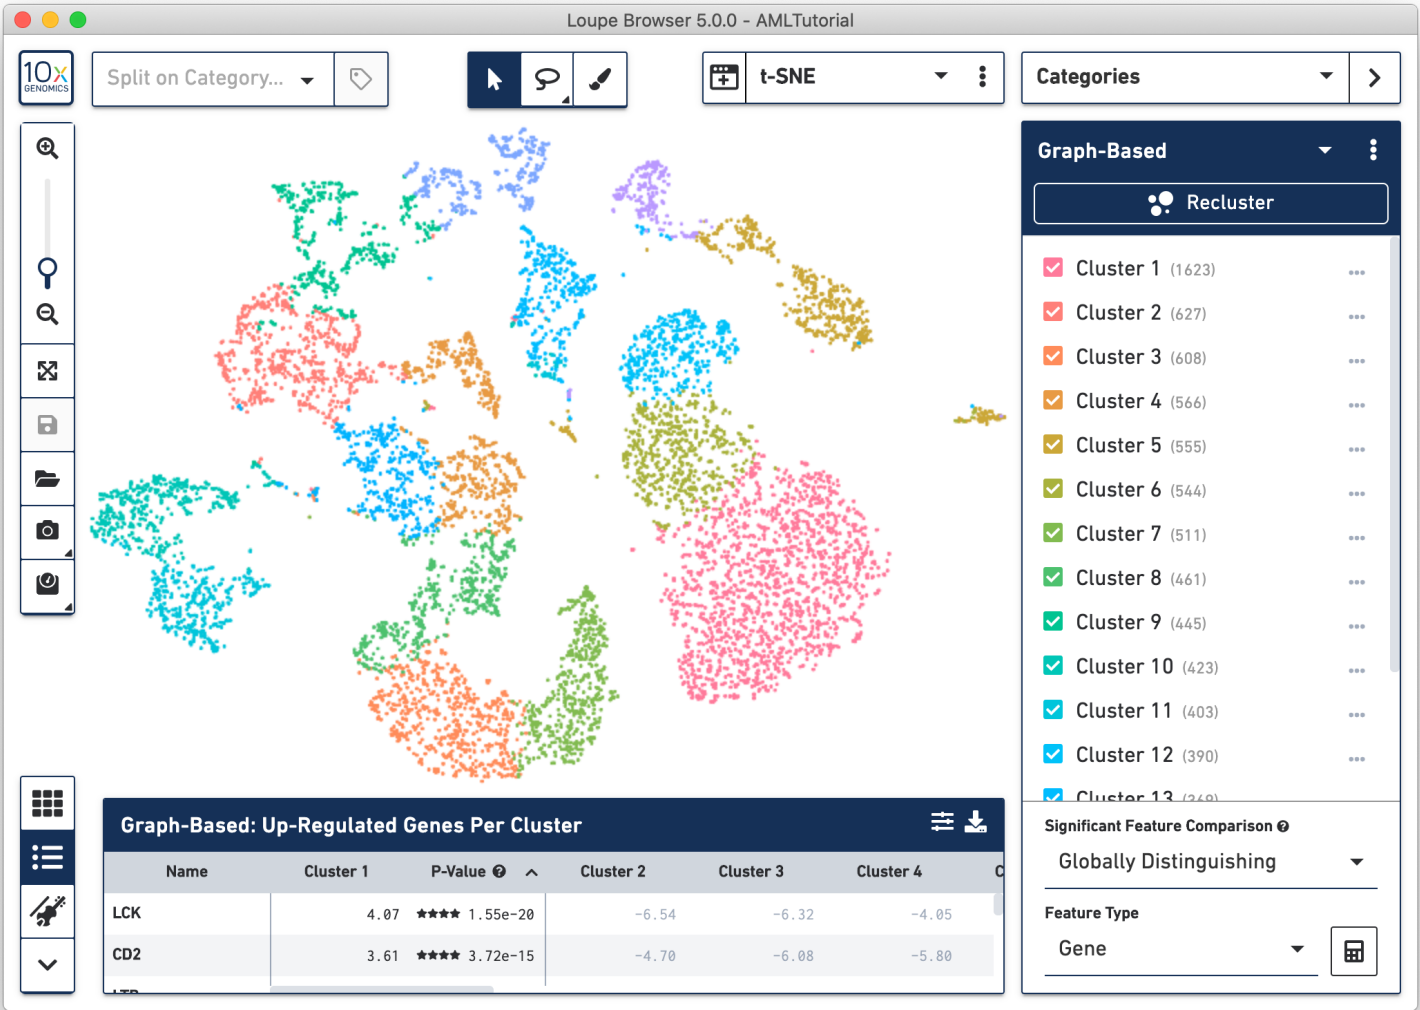 Loupe Browser 5.0.0 - AMLTutorial
10x
GENOMICS
Split on Category...
t-SNE
Categories
Graph-Based
Recluster
Cluster 1 (1623)
Cluster 2 (627)
Cluster 3 (608)
Cluster 4 (566)
Cluster 5 (555)
Cluster 6 (544)
Cluster 7 (511)
Cluster 8 (461)
Cluster 9 (445)
Cluster 10 (423)
Cluster 11 (403)
Cluster 12 (390)
Cluster 13 (369)
Significant Feature Comparison
Globally Distinguishing
Feature Type
Gene
Graph-Based: Up-Regulated Genes Per Cluster
Name Cluster 1 P-Value Cluster 2 Cluster 3 Cluster 4 C
LCK 4.07 ★★★★ 1.55e-20 -6.54 -6.32 -4.05
CD2 3.61 ★★★★ 3.72e-15 -4.70 -6.08 -5.80
LTB